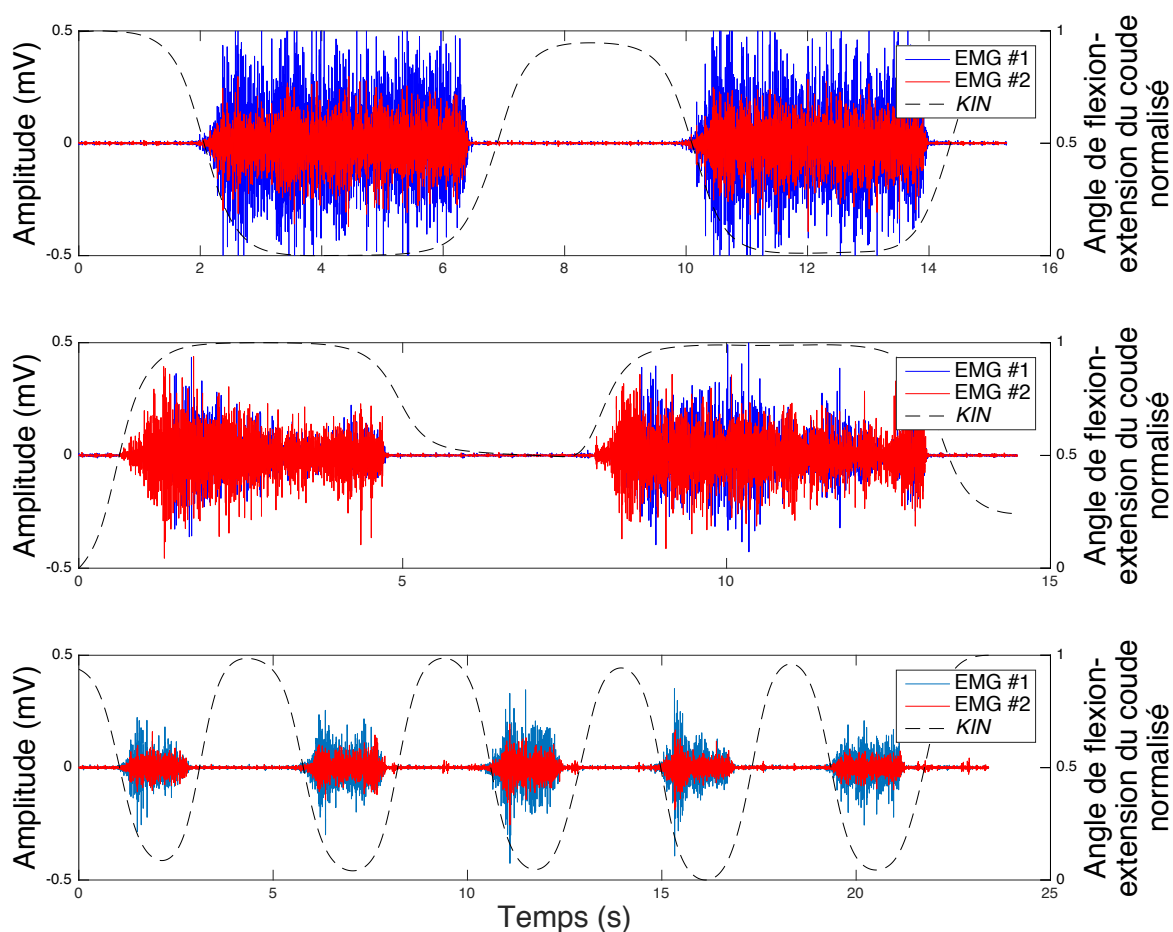 Amplitude (mV)
0.5
0
-0.5
0 2 4 6 8 10 12 14 16
1
0.5
0
Angle de flexion-
extension du coude
normalisé
EMG #1
EMG #2
KIN
Amplitude (mV)
0.5
0
-0.5
0 5 10 15
1
0.5
0
Angle de flexion-
extension du coude
normalisé
EMG #1
EMG #2
KIN
Amplitude (mV)
0.5
0
-0.5
0 5 10 15 20 25
1
0.5
0
Angle de flexion-
extension du coude
normalisé
EMG #1
EMG #2
KIN
Temps (s)